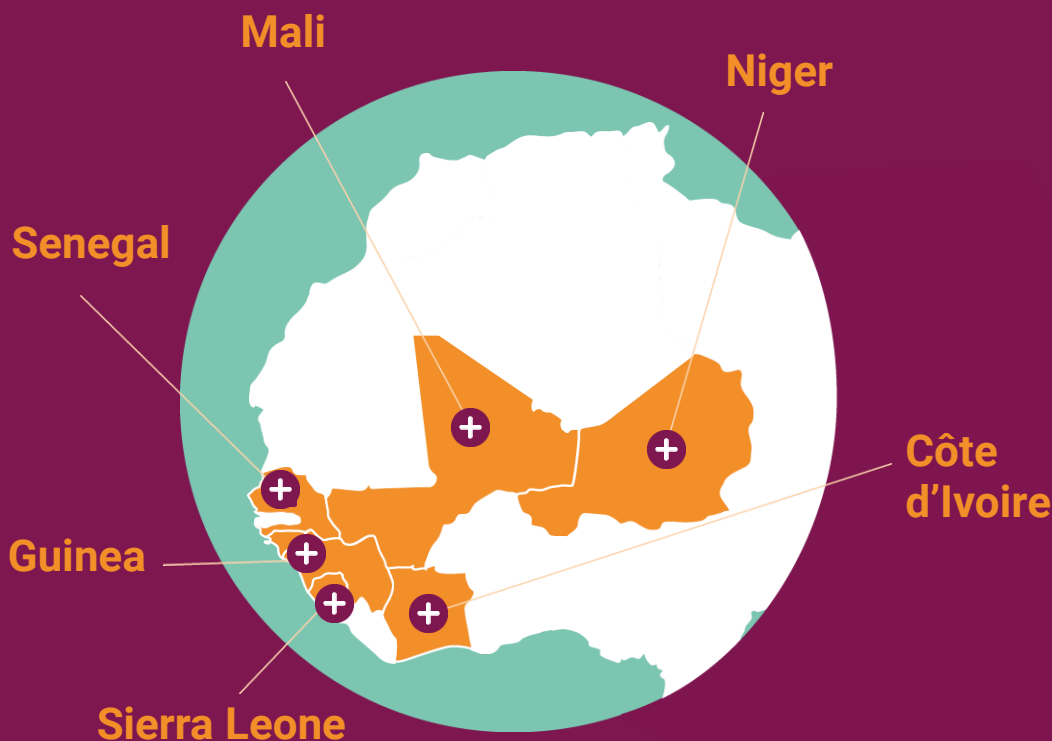 Mali
Niger
Senegal
Côte
d’Ivoire
Guinea
Sierra Leone